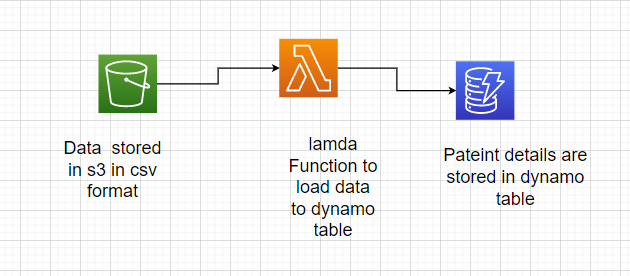 Data stored
in s3 in csv
format
lamda
Function to
load data
to dynamo
table
Pateint details are
stored in dynamo
table